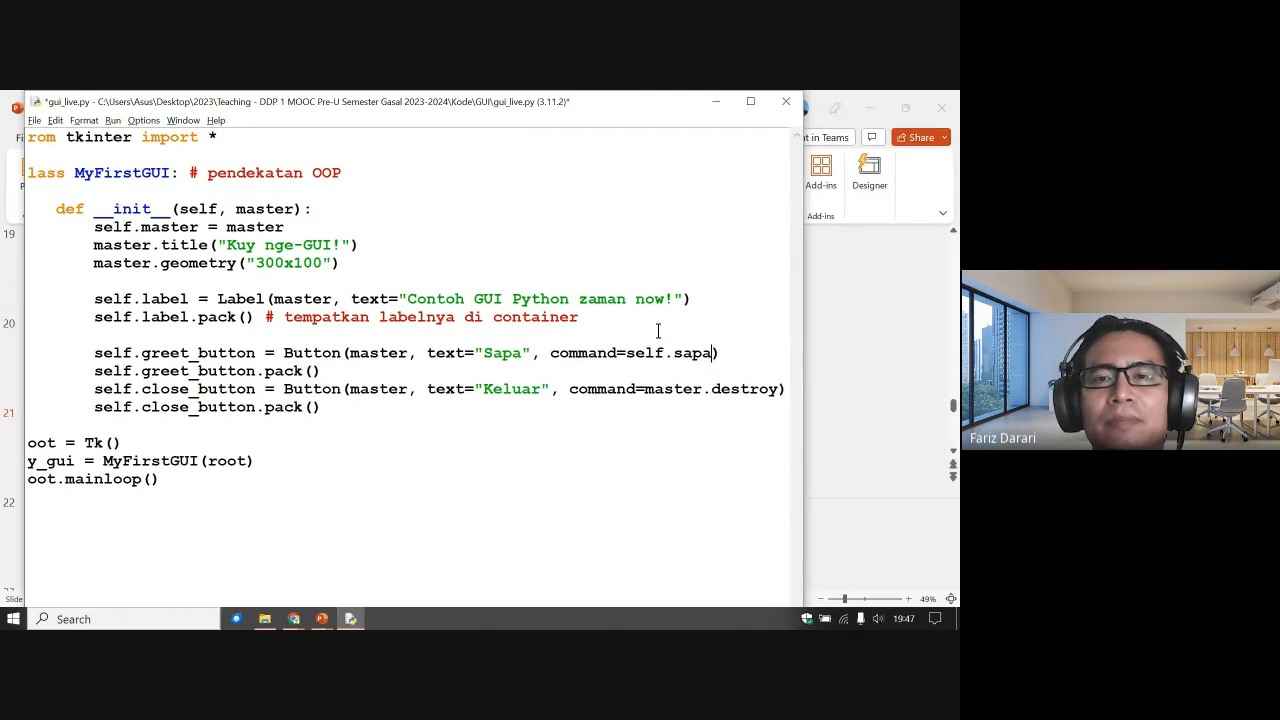 *gui_live.py - C:\Users\Asus\Desktop\2023\Teaching - DDP 1 MOOC Pre-U Semester Gasal 2023-2024\Kode\GUI\gui_live.py (3.11.2)*
File Edit Format Run Options Window Help
rom tkinter import *
lass MyFirstGUI: # pendekatan OOP
def __init__(self, master):
self.master = master
master.title("Kuy nge-GUI!")
master.geometry("300x100")
self.label = Label(master, text="Contoh GUI Python zaman now!")
self.label.pack() # tempatkan labelnya di container
self.greet_button = Button(master, text="Sapa", command=self.sapa)
self.greet_button.pack()
self.close_button = Button(master, text="Keluar", command=master.destroy)
self.close_button.pack()
oot = Tk()
y_gui = MyFirstGUI(root)
oot.mainloop()
19
20
21
22
nt in Teams
Share
Add-ins
Designer
Add-ins
49%
Search
19:47
Fariz Darari